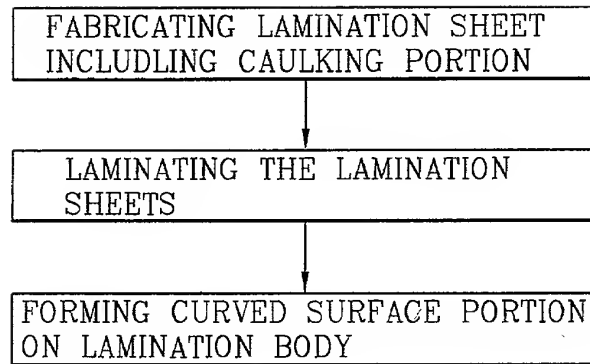 FABRICATING LAMINATION SHEET
INCLUDLING CAULKING PORTION
LAMINATING THE LAMINATION
SHEETS
FORMING CURVED SURFACE PORTION
ON LAMINATION BODY